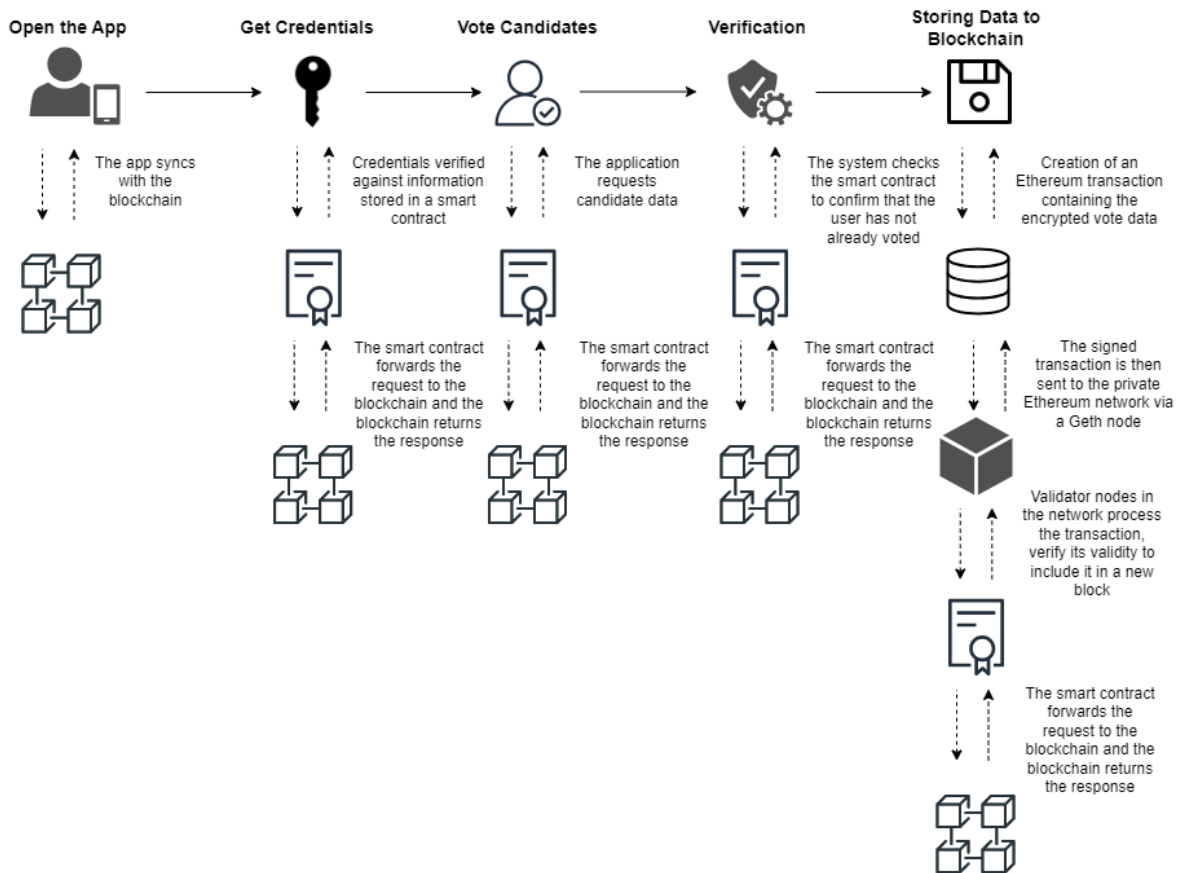 Open the App
Get Credentials
Vote Candidates
Verification
Storing Data to
Blockchain
The app syncs
with the
blockchain
Credentials verified
against information
stored in a smart
contract
The application
requests
candidate data
The system checks
the smart contract
to confirm that the
user has not
already voted
Creation of an
Ethereum transaction
containing the
encrypted vote data
The smart contract
forwards the
request to the
blockchain and the
blockchain returns
the response
The smart contract
forwards the
request to the
blockchain and the
blockchain returns
the response
The smart contract
forwards the
request to the
blockchain and the
blockchain returns
the response
The signed
transaction is then
sent to the private
Ethereum network via
a Geth node
Validator nodes in
the network process
the transaction,
verify its validity to
include it in a new
block
The smart contract
forwards the
request to the
blockchain and the
blockchain returns
the response